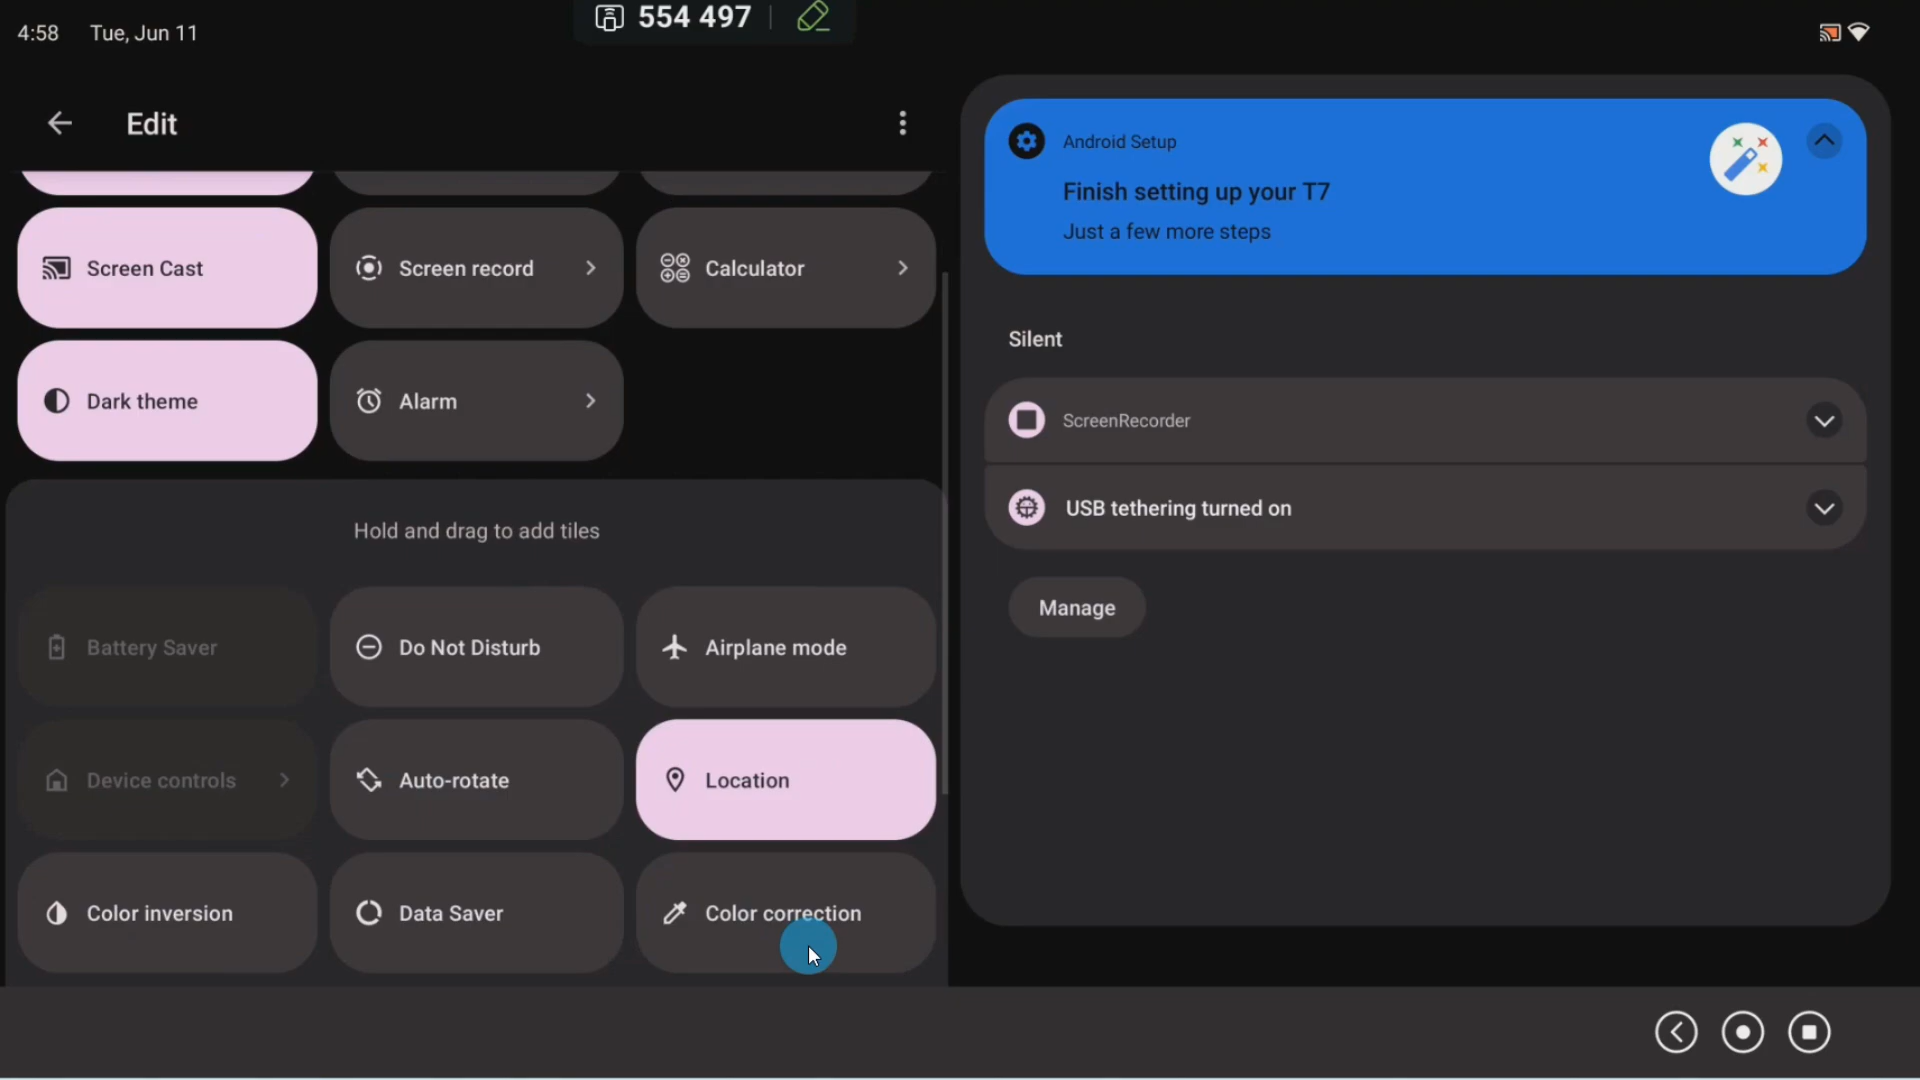 4:58 Tue, Jun 11
554 497
Edit
Screen Cast
Screen record
Calculator
Dark theme
Alarm
Hold and drag to add tiles
Battery Saver
Do Not Disturb
Airplane mode
Device controls
Auto-rotate
Location
Color inversion
Data Saver
Color correction
Android Setup
Finish setting up your T7
Just a few more steps
Silent
ScreenRecorder
USB tethering turned on
Manage